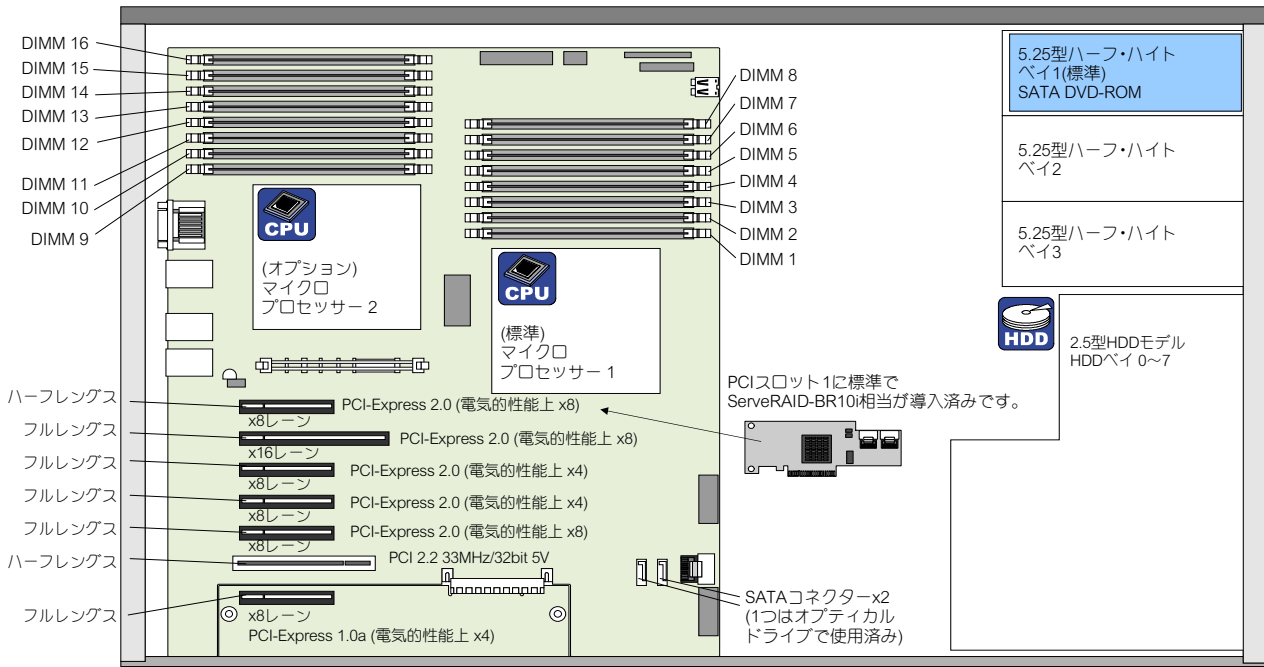 DIMM 16
DIMM 15
DIMM 14
DIMM 13
DIMM 12
DIMM 11
DIMM 10
DIMM 9
DIMM 8
DIMM 7
DIMM 6
DIMM 5
DIMM 4
DIMM 3
DIMM 2
DIMM 1
CPU
(オプション)
マイクロ
プロセッサー 2
CPU
(標準)
マイクロ
プロセッサー 1
5.25型ハーフ・ハイト
ベイ1(標準)
SATA DVD-ROM
5.25型ハーフ・ハイト
ベイ2
5.25型ハーフ・ハイト
ベイ3
HDD
2.5型HDDモデル
HDDベイ 0～7
PCIスロット1に標準で
ServeRAID-BR10i相当が導入済みです。
ハーフレングス
PCI-Express 2.0 (電気的性能上 x8)
x8レーン
フルレングス
PCI-Express 2.0 (電気的性能上 x8)
x16レーン
フルレングス
PCI-Express 2.0 (電気的性能上 x4)
x8レーン
フルレングス
PCI-Express 2.0 (電気的性能上 x4)
x8レーン
フルレングス
PCI-Express 2.0 (電気的性能上 x8)
x8レーン
ハーフレングス
PCI 2.2 33MHz/32bit 5V
フルレングス
x8レーン
PCI-Express 1.0a (電気的性能上 x4)
SATAコネクターx2
(1つはオプティカル
ドライブで使用済み)